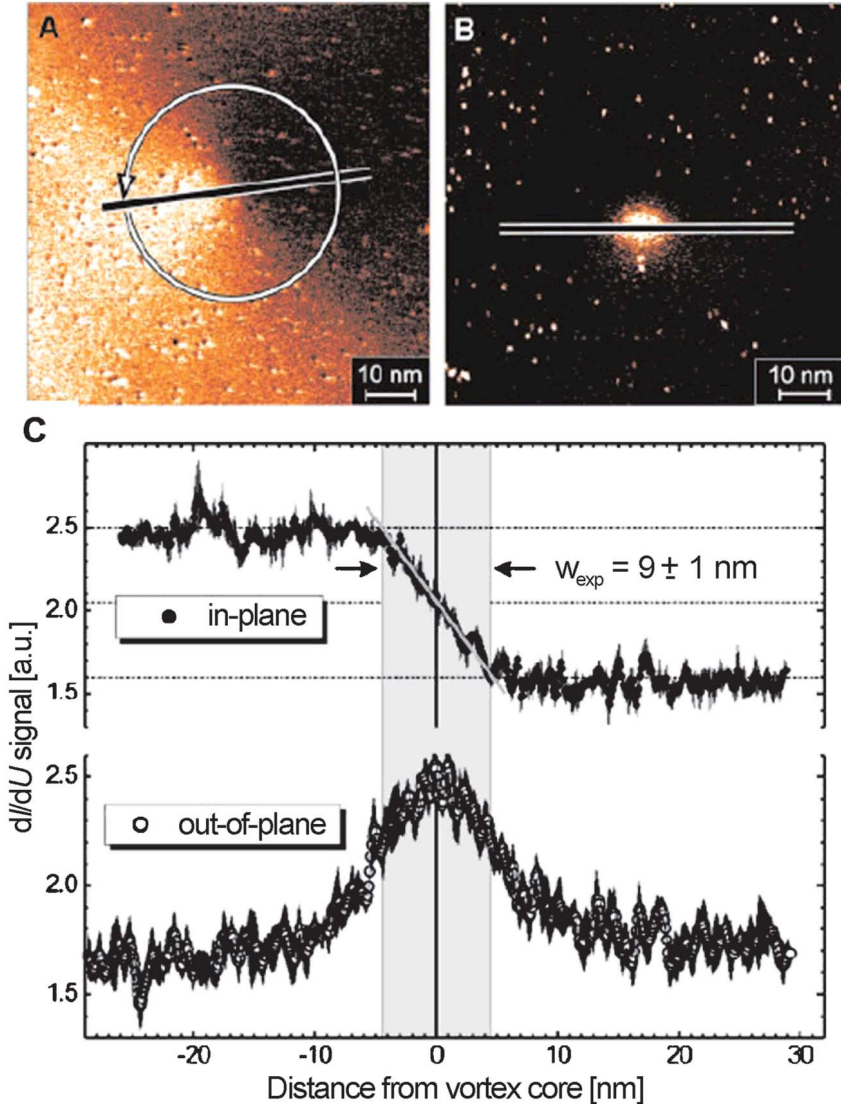 A
B
10 nm
10 nm
C
2.5
2.0
1.5
w_exp = 9 ± 1 nm
in-plane
dI/dU signal [a.u.]
2.5
2.0
1.5
out-of-plane
-20 -10 0 10 20 30
Distance from vortex core [nm]